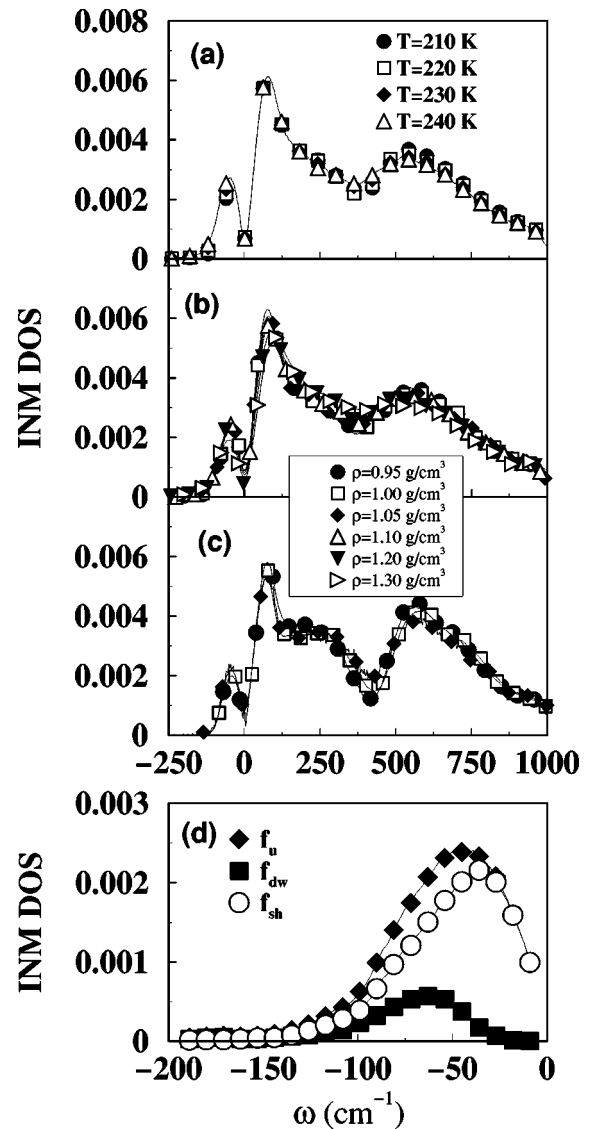 0.008
(a)
T=210 K
T=220 K
T=230 K
T=240 K
0.006
0.004
0.002
0
INM DOS
(b)
0.006
0.004
0.002
0
ρ=0.95 g/cm³
ρ=1.00 g/cm³
ρ=1.05 g/cm³
ρ=1.10 g/cm³
ρ=1.20 g/cm³
ρ=1.30 g/cm³
(c)
0.006
0.004
0.002
0
−250 0 250 500 750 1000
0.003
(d)
f_u
f_dw
f_sh
0.002
0.001
0
INM DOS
−200 −150 −100 −50 0
ω (cm⁻¹)